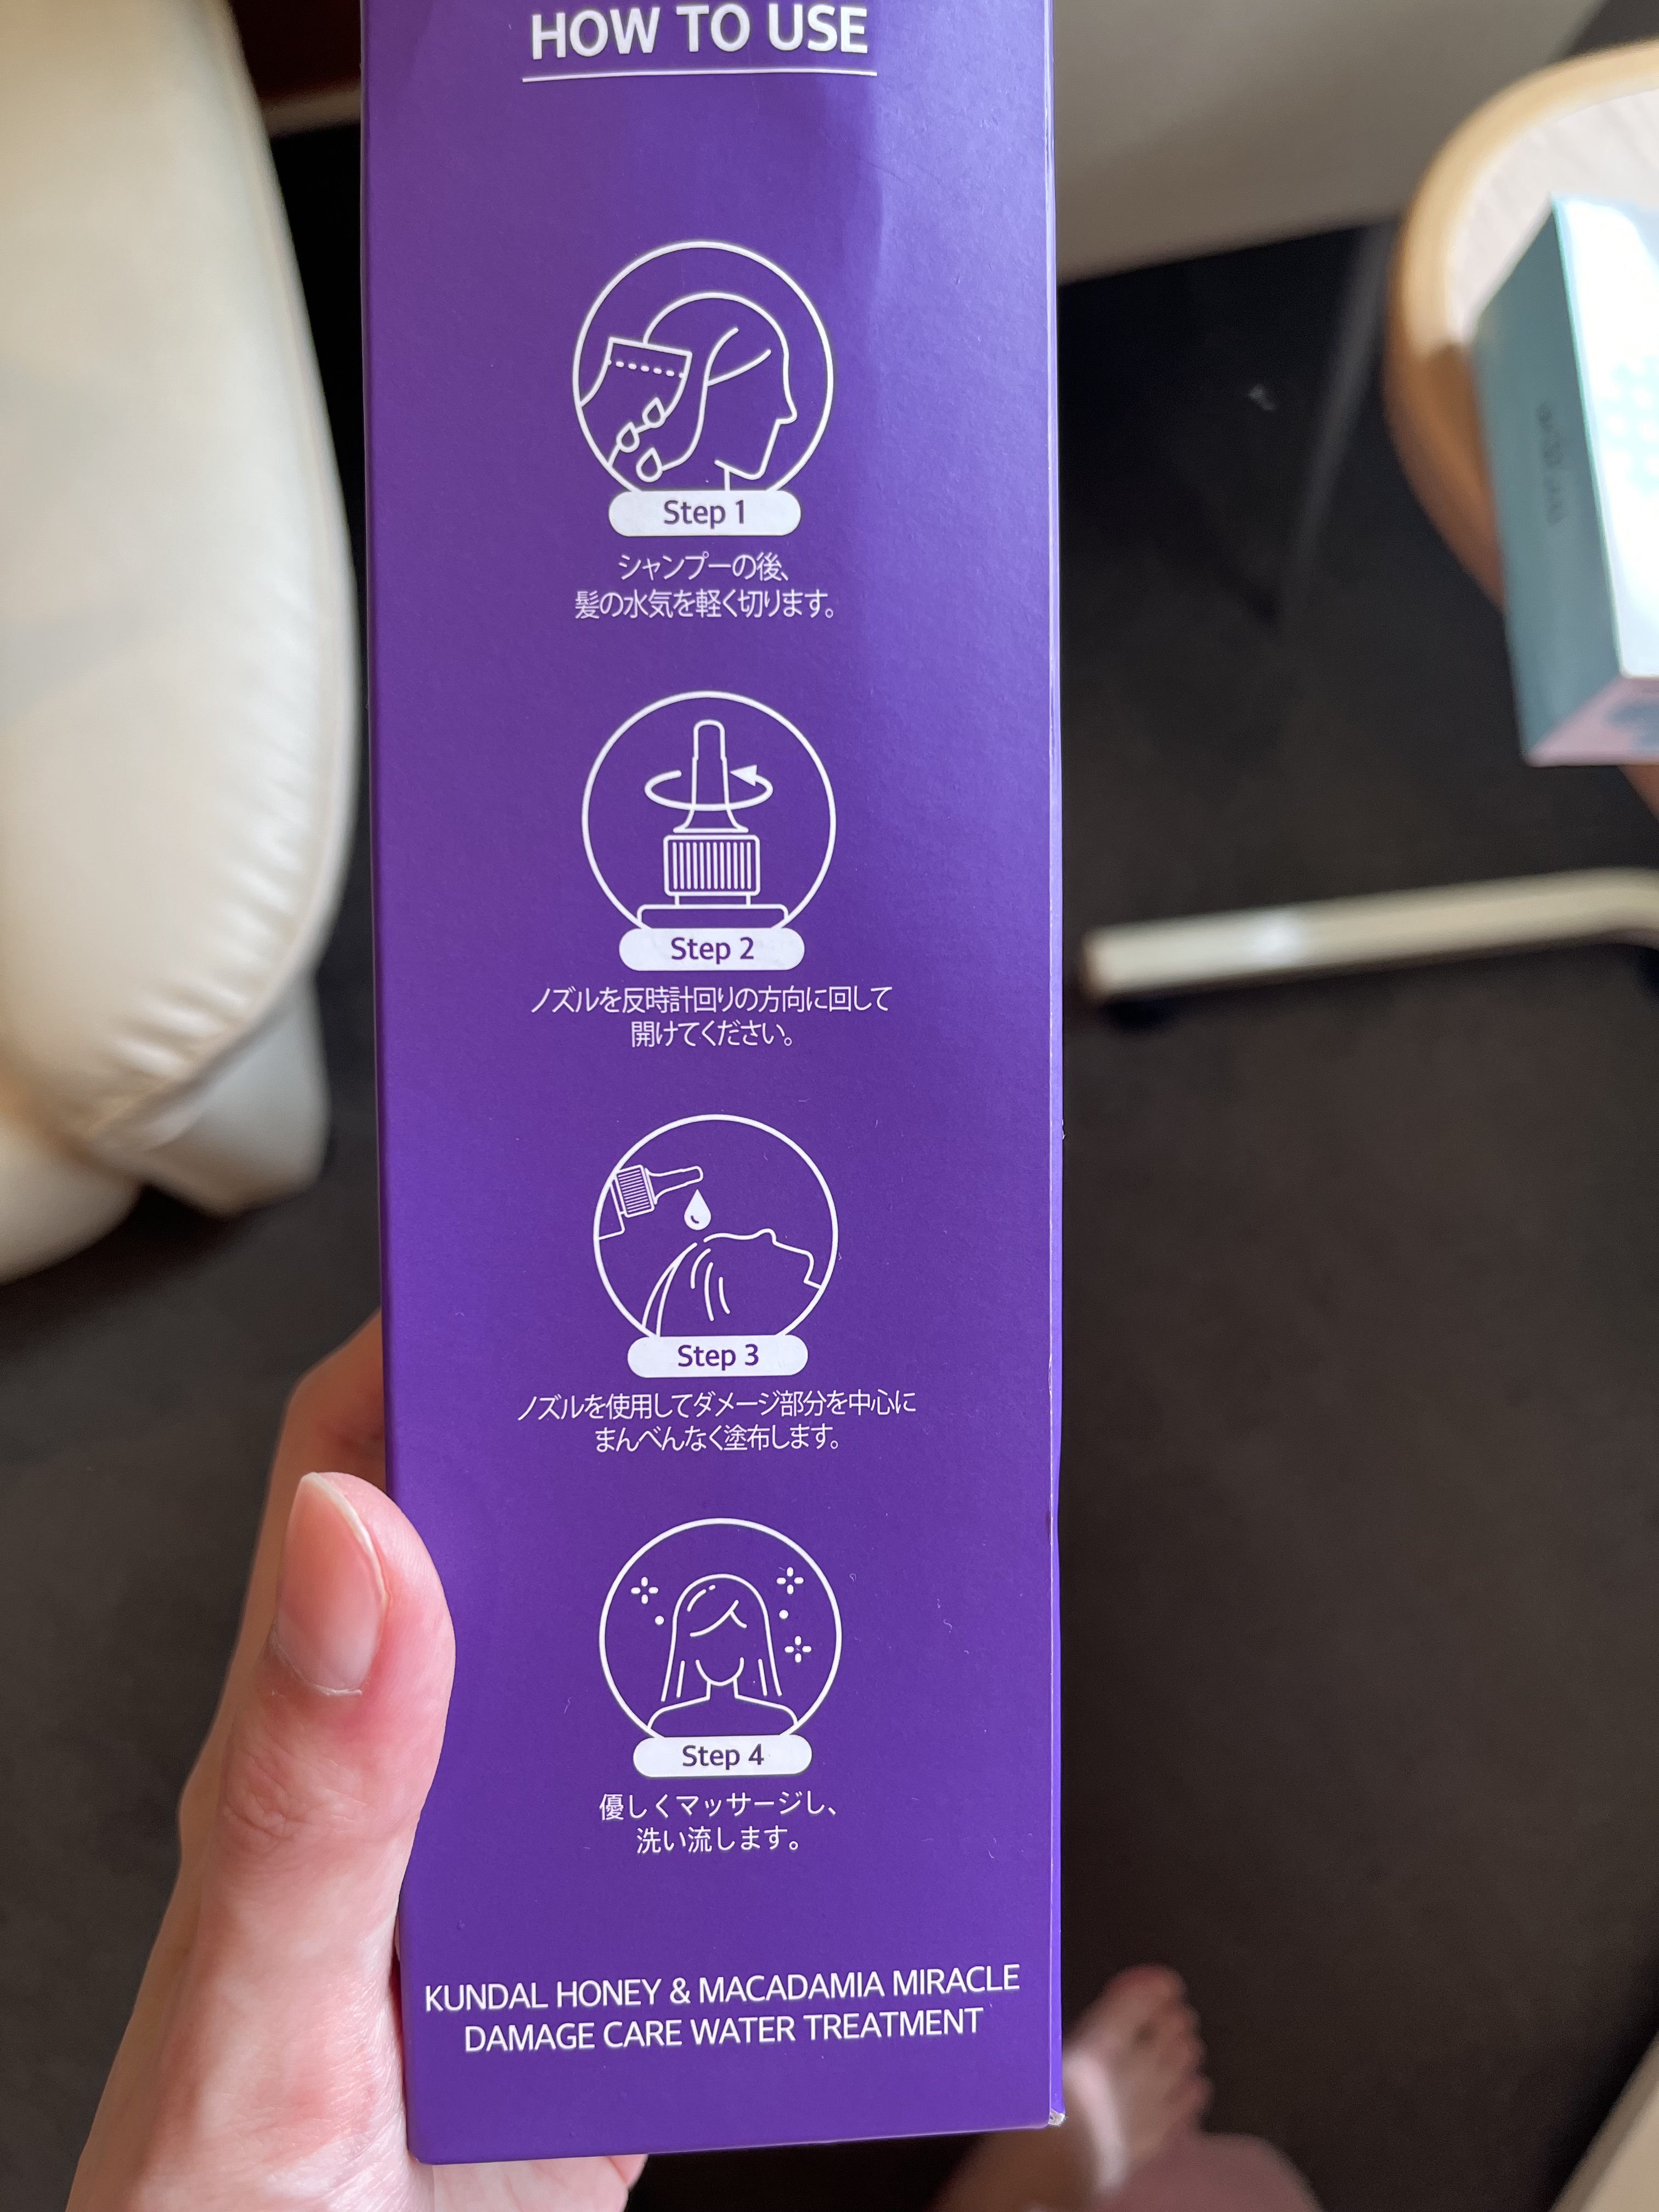 HOW TO USE
Step 1
シャンプーの後、
髪の水気を軽く切ります。
Step 2
ノズルを反時計回りの方向に回して
開けてください。
Step 3
ノズルを使用してダメージ部分を中心に
まんべんなく塗布します。
Step 4
優しくマッサージし、
洗い流します。
KUNDAL HONEY & MACADAMIA MIRACLE
DAMAGE CARE WATER TREATMENT